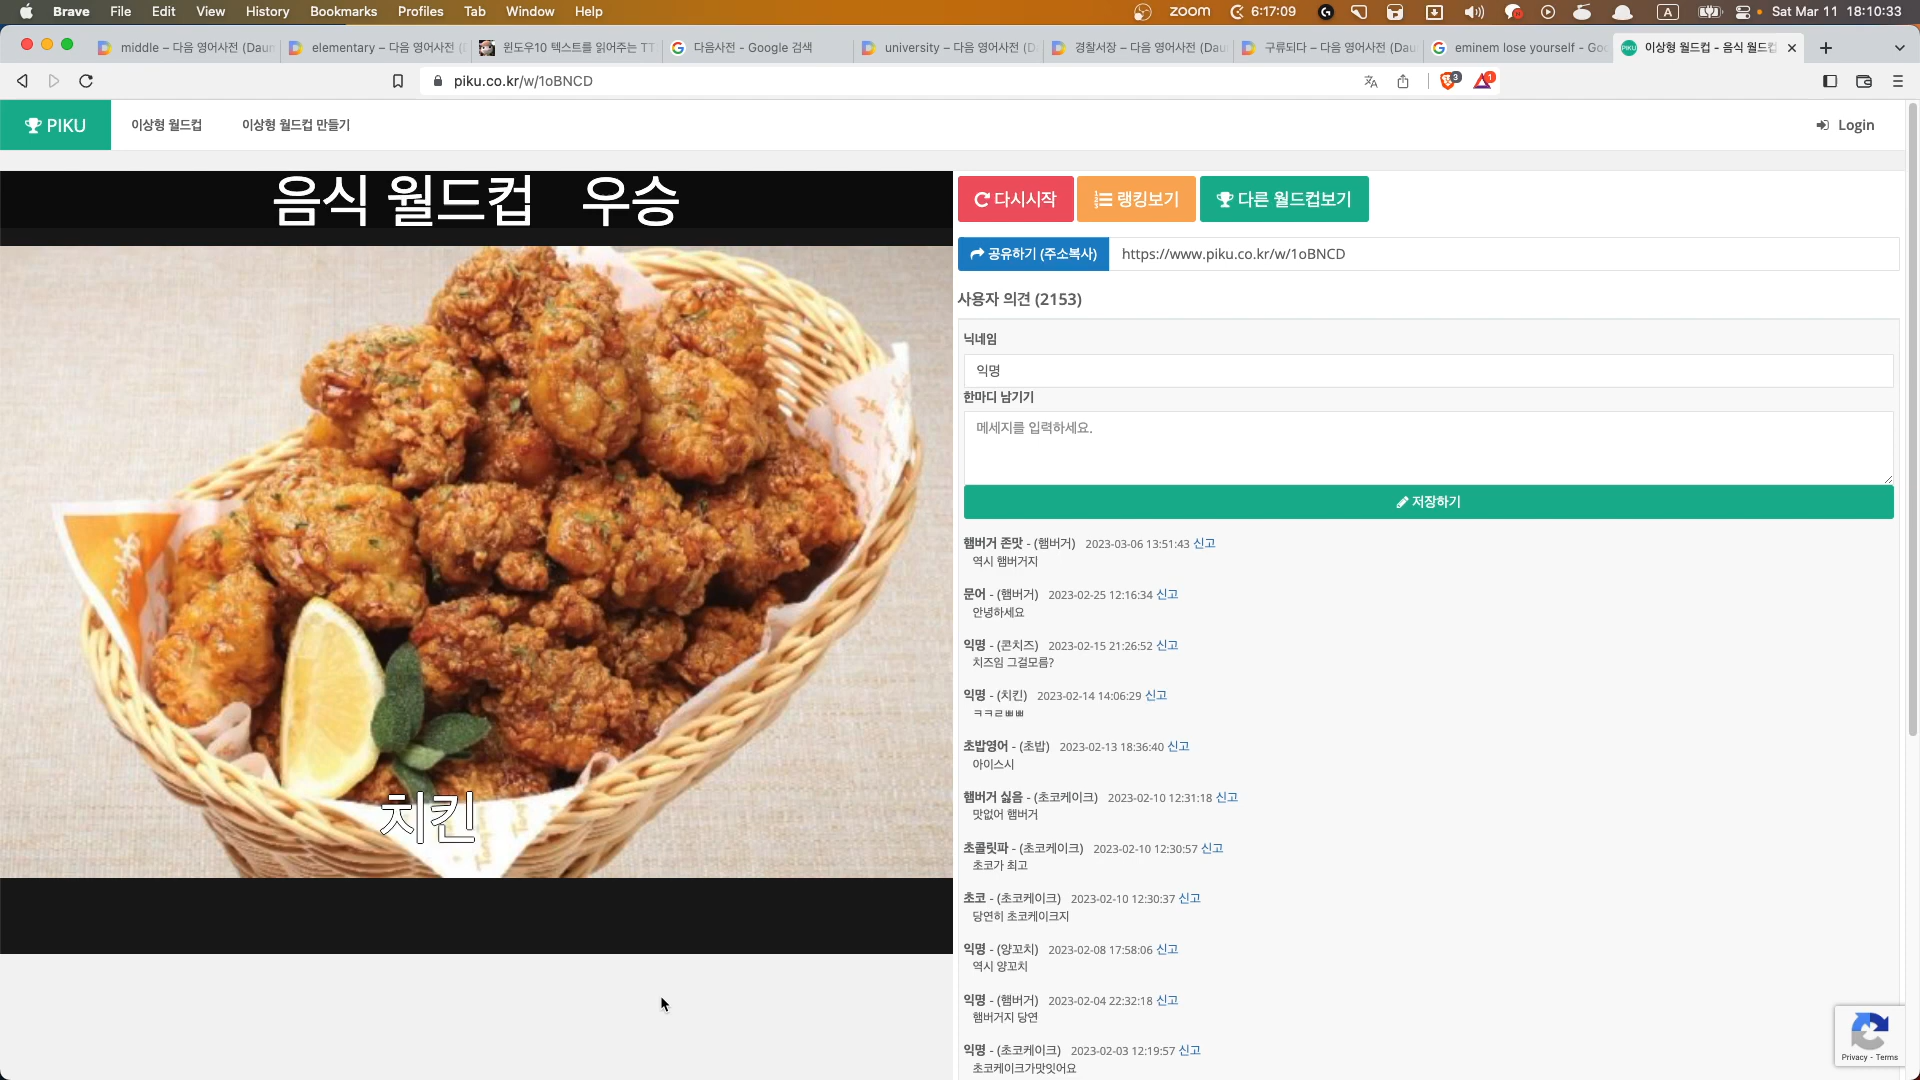 Brave File Edit View History Bookmarks Profiles Tab Window Help zoom 6:17:09 A Sat Mar 11 18:10:33
middle – 다음 영어사전 (Daun elementary – 다음 영어사전 ( 윈도우10 텍스트를 읽어주는 TT 다음사전 - Google 검색 university – 다음 영어사전 (D 경찰서장 – 다음 영어사전 (Dau 구류되다 – 다음 영어사전 (Dau eminem lose yourself - Go 이상형 월드컵 - 음식 월드컵
piku.co.kr/w/1oBNCD 3 1
PIKU 이상형 월드컵 이상형 월드컵 만들기 Login
음식 월드컵 우승
치킨
다시시작 랭킹보기 다른 월드컵보기
공유하기 (주소복사) https://www.piku.co.kr/w/1oBNCD
사용자 의견 (2153)
닉네임
익명
한마디 남기기
메세지를 입력하세요.
저장하기
햄버거 존맛 - (햄버거) 2023-03-06 13:51:43 신고
역시 햄버거지
문어 - (햄버거) 2023-02-25 12:16:34 신고
안녕하세요
익명 - (콘치즈) 2023-02-15 21:26:52 신고
치즈임 그걸모름?
익명 - (치킨) 2023-02-14 14:06:29 신고
ㅋㅋㄹㅃㅃ
초밥영어 - (초밥) 2023-02-13 18:36:40 신고
아이스시
햄버거 싫음 - (초코케이크) 2023-02-10 12:31:18 신고
맛없어 햄버거
초콜릿파 - (초코케이크) 2023-02-10 12:30:57 신고
초코가 최고
초코 - (초코케이크) 2023-02-10 12:30:37 신고
당연히 초코케이크지
익명 - (양꼬치) 2023-02-08 17:58:06 신고
역시 양꼬치
익명 - (햄버거) 2023-02-04 22:32:18 신고
햄버거지 당연
익명 - (초코케이크) 2023-02-03 12:19:57 신고
초코케이크가맛잇어요
Privacy - Terms